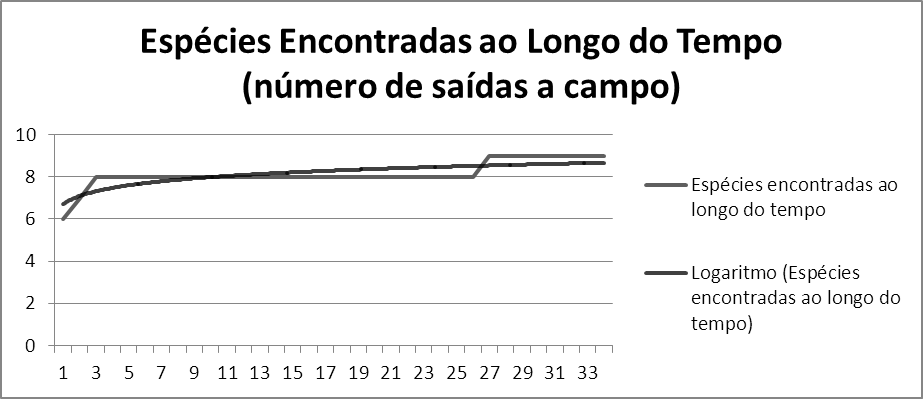 Espécies Encontradas ao Longo do Tempo
(número de saídas a campo)
10
8
6
4
2
0
1 3 5 7 9 11 13 15 17 19 21 23 25 27 29 31 33
Espécies encontradas ao
longo do tempo
Logaritmo (Espécies
encontradas ao longo do
tempo)